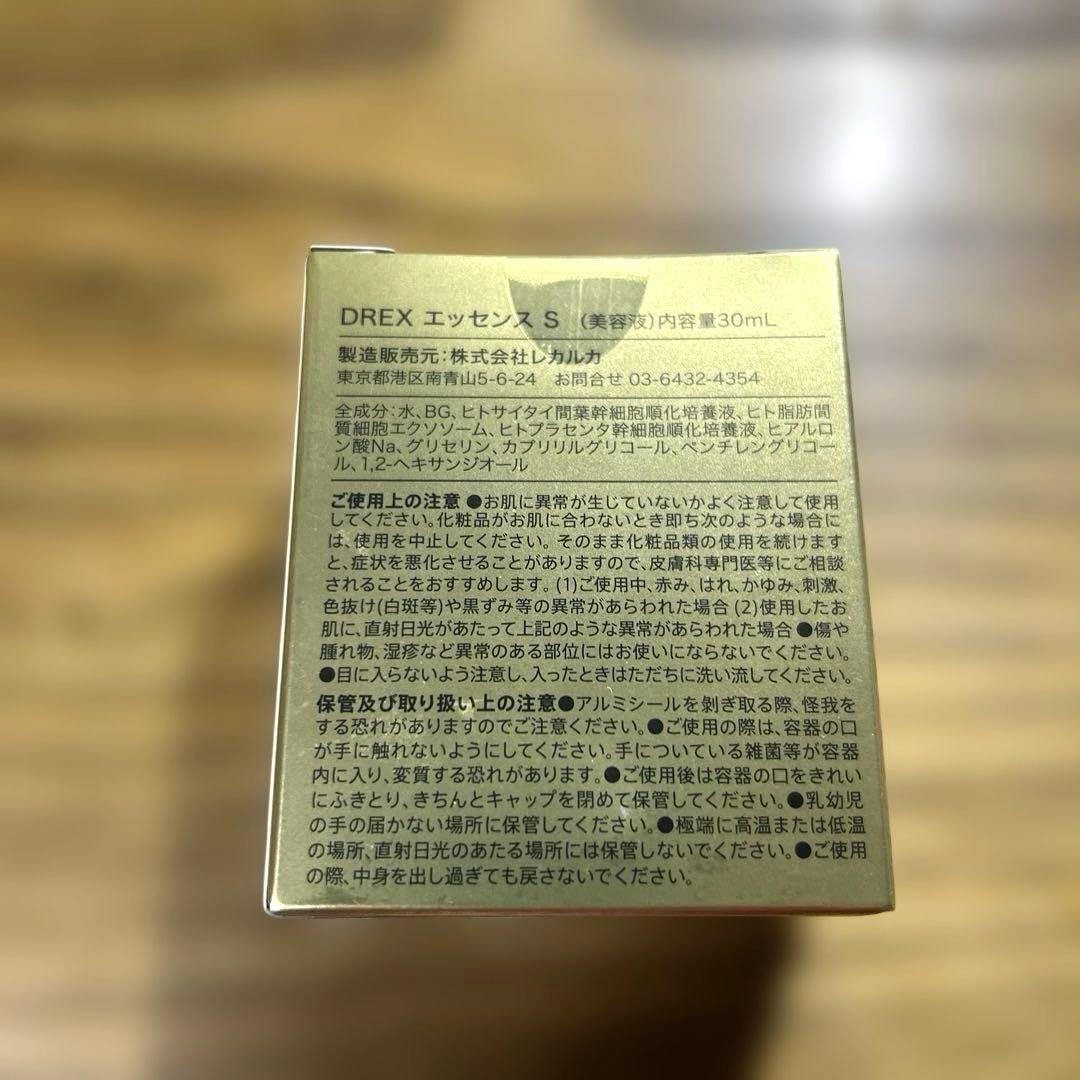 DREX エッセンス S （美容液）内容量30mL
製造販売元：株式会社レカルカ
東京都港区南青山5-6-24　お問合せ 03-6432-4354
全成分：水、BG、ヒトサイタイ間葉幹細胞順化培養液、ヒト脂肪間
質細胞エクソソーム、ヒトプラセンタ幹細胞順化培養液、ヒアルロ
ン酸Na、グリセリン、カプリリルグリコール、ペンチレングリコー
ル、1,2-ヘキサンジオール
ご使用上の注意 ●お肌に異常が生じていないかよく注意して使用
してください。化粧品がお肌に合わないとき即ち次のような場合に
は、使用を中止してください。そのまま化粧品類の使用を続けます
と、症状を悪化させることがありますので、皮膚科専門医等にご相談
されることをおすすめします。(1)ご使用中、赤み、はれ、かゆみ、刺激、
色抜け(白斑等)や黒ずみ等の異常があらわれた場合 (2)使用したお
肌に、直射日光があたって上記のような異常があらわれた場合 ●傷や
腫れ物、湿疹など異常のある部位にはお使いにならないでください。
●目に入らないよう注意し、入ったときはただちに洗い流してください。
保管及び取り扱い上の注意●アルミシールを剝ぎ取る際、怪我を
する恐れがありますのでご注意ください。●ご使用の際は、容器の口
が手に触れないようにしてください。手についている雑菌等が容器
内に入り、変質する恐れがあります。●ご使用後は容器の口をきれい
にふきとり、きちんとキャップを閉めて保管してください。●乳幼児
の手の届かない場所に保管してください。●極端に高温または低温
の場所、直射日光のあたる場所には保管しないでください。●ご使用
の際、中身を出し過ぎても戻さないでください。